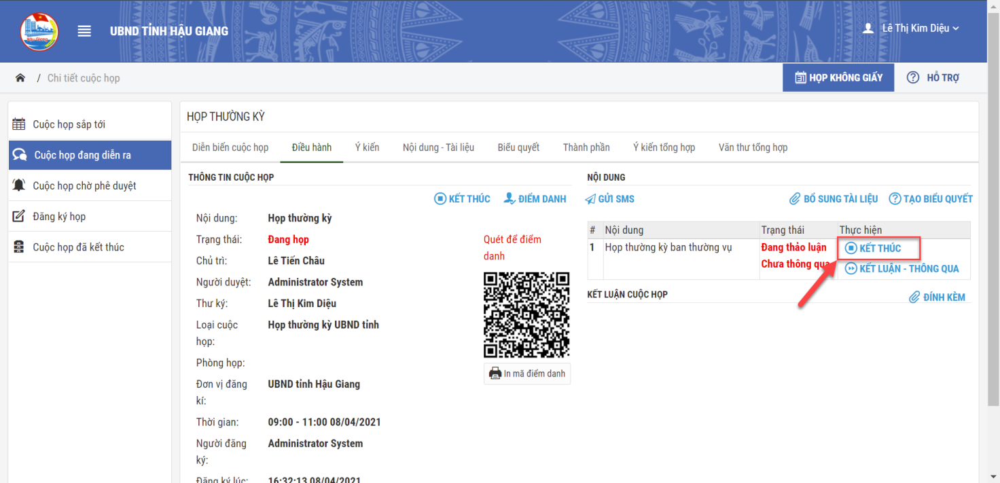 Hậu Giang
UBND TỈNH HẬU GIANG
Lê Thị Kim Diệu
/ Chi tiết cuộc họp
HỌP KHÔNG GIẤY
HỖ TRỢ
Cuộc họp sắp tới
Cuộc họp đang diễn ra
Cuộc họp chờ phê duyệt
Đăng ký họp
Cuộc họp đã kết thúc
HỌP THƯỜNG KỲ
Diễn biến cuộc họp Điều hành Ý kiến Nội dung - Tài liệu Biểu quyết Thành phần Ý kiến tổng hợp Văn thư tổng hợp
THÔNG TIN CUỘC HỌP
KẾT THÚC ĐIỂM DANH GỬI SMS
Nội dung: Họp thường kỳ
Trạng thái: Đang họp
Chủ trì: Lê Tiến Châu
Người duyệt: Administrator System
Thư ký: Lê Thị Kim Diệu
Loại cuộc họp: Họp thường kỳ UBND tỉnh
Phòng họp:
Đơn vị đăng kí: UBND tỉnh Hậu Giang
Thời gian: 09:00 - 11:00 08/04/2021
Người đăng ký: Administrator System
Đăng ký lúc: 16:32:13 08/04/2021
Quét để điểm
danh
In mã điểm danh
NỘI DUNG
BỔ SUNG TÀI LIỆU TẠO BIỂU QUYẾT
# Nội dung Trạng thái Thực hiện
1 Họp thường kỳ ban thường vụ Đang thảo luận KẾT THÚC
Chưa thông qua KẾT LUẬN - THÔNG QUA
KẾT LUẬN CUỘC HỌP
ĐÍNH KÈM